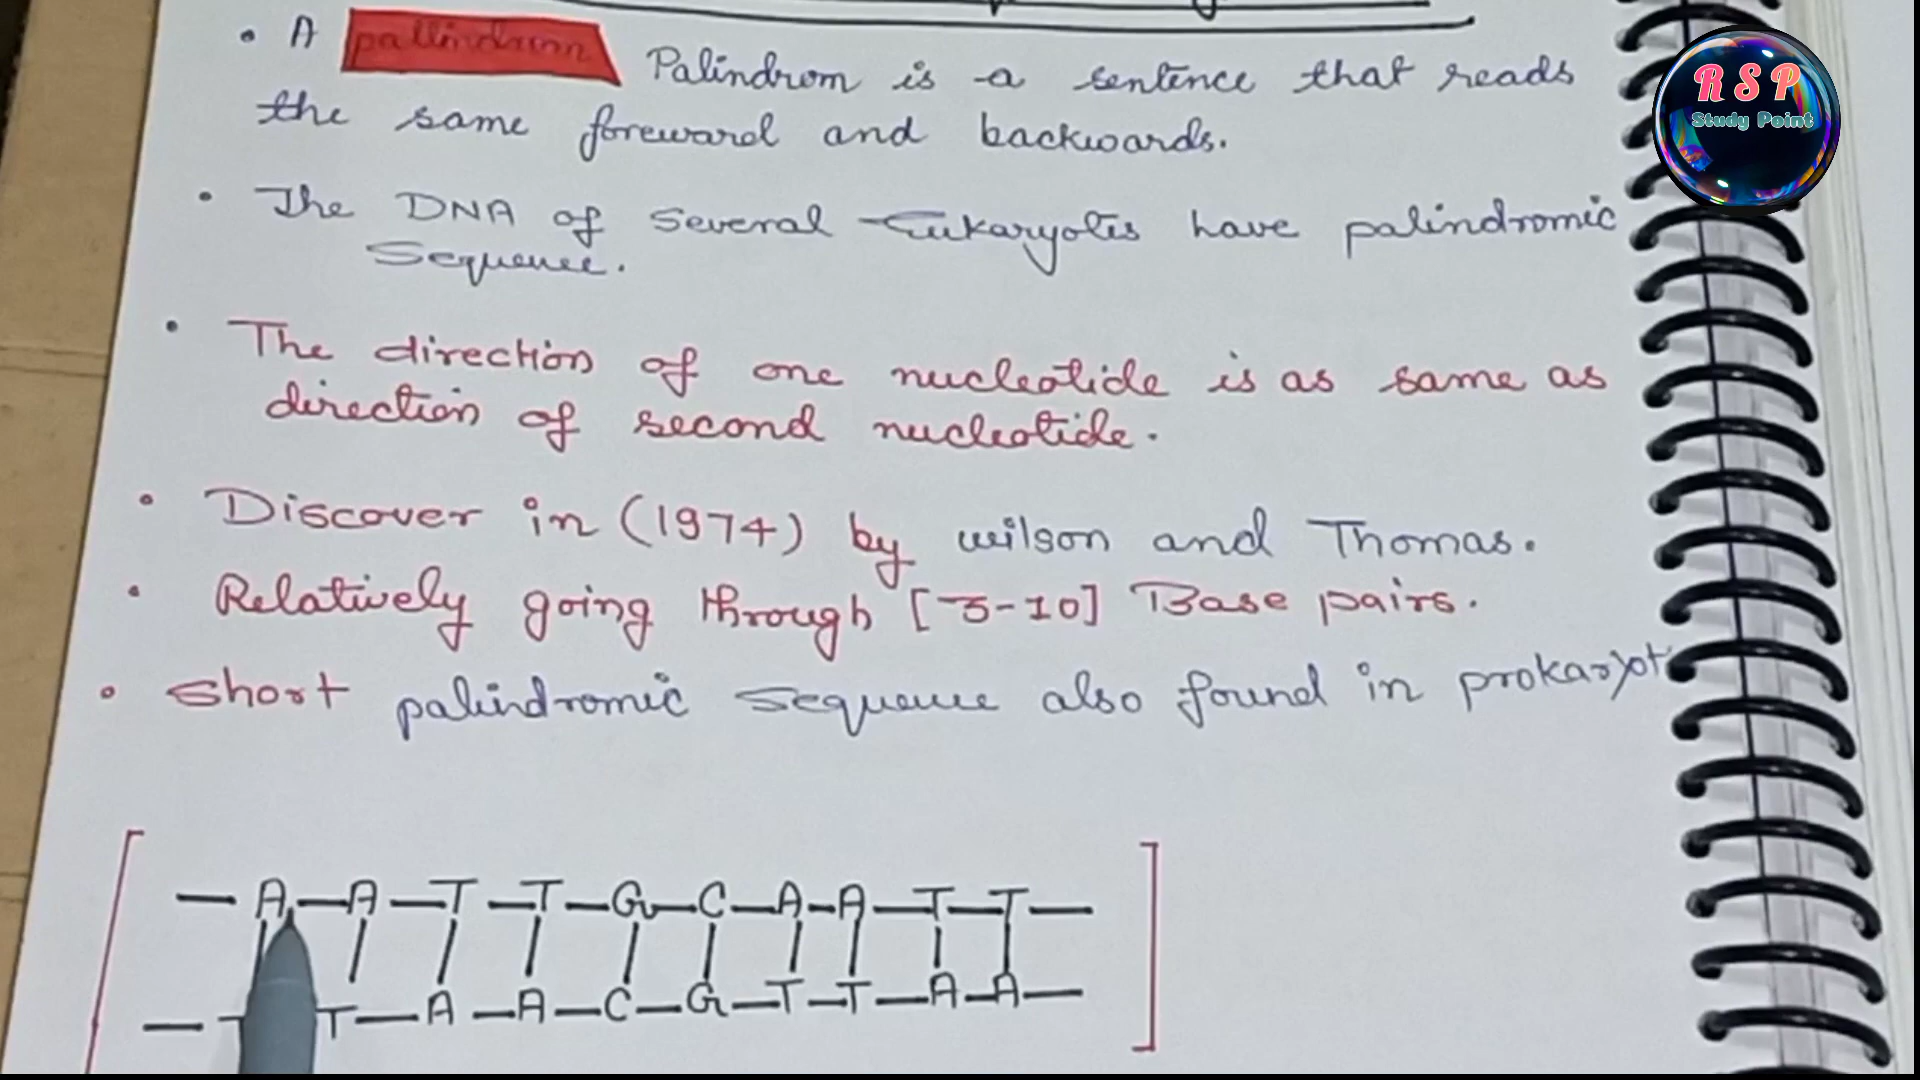 • A pallindrom Palindrom is a sentence that reads
the same foreward and backwards.
• The DNA of several Eukaryotis have palindromic
Sequence.
• The direction of one nucleotide is as same as
direction of second nucleotide.
• Discover in (1974) by wilson and Thomas.
• Relatively going through [3-10] Base pairs.
• Short palindromic Sequence also found in prokaryot
— A — A — T — T — G — C — A — A — T — T —
— T — T — A — A — C — G — T — T — A — A —
RSP
Study Point